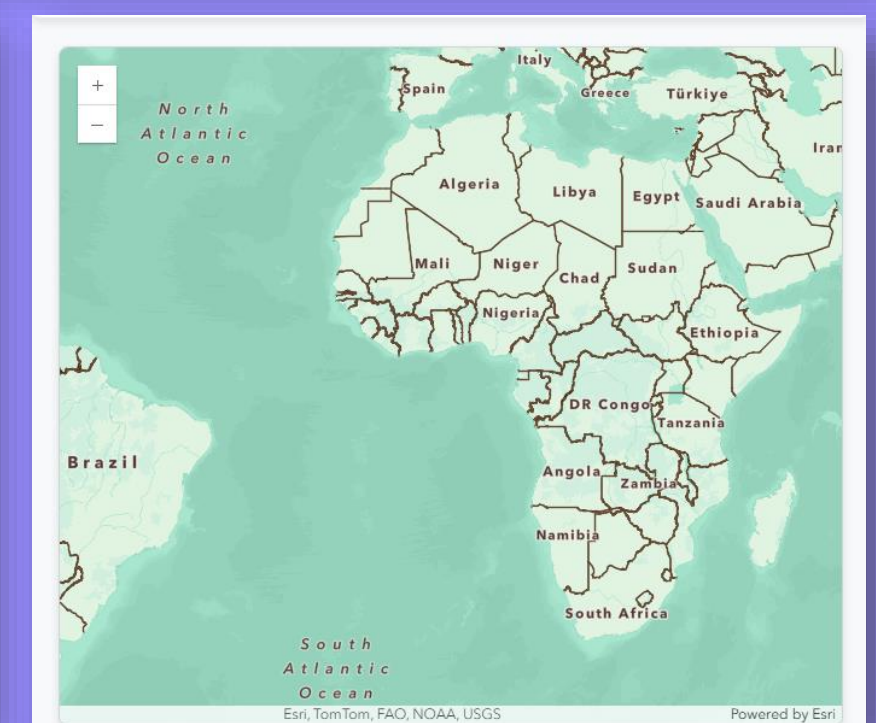 +
−
North
Atlantic
Ocean
Italy
Spain
Greece
Türkiye
Iran
Algeria
Libya
Egypt
Saudi Arabia
Mali
Niger
Chad
Sudan
Nigeria
Ethiopia
DR Congo
Tanzania
Brazil
Angola
Zambia
Namibia
South Africa
South
Atlantic
Ocean
Esri, TomTom, FAO, NOAA, USGS
Powered by Esri